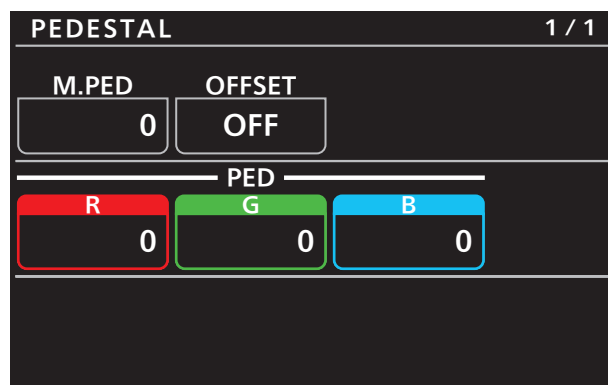 PEDESTAL 1 / 1
M.PED OFFSET
0 OFF
PED
R G B
0 0 0